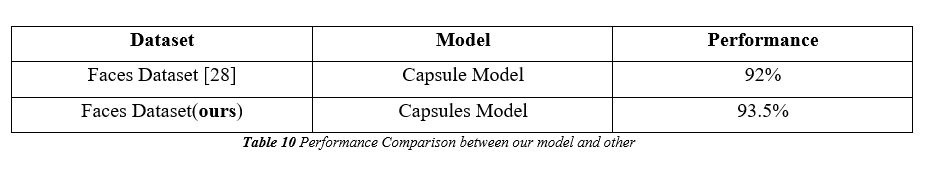 Dataset Model Performance
Faces Dataset [28] Capsule Model 92%
Faces Dataset(ours) Capsules Model 93.5%
Table 10 Performance Comparison between our model and other